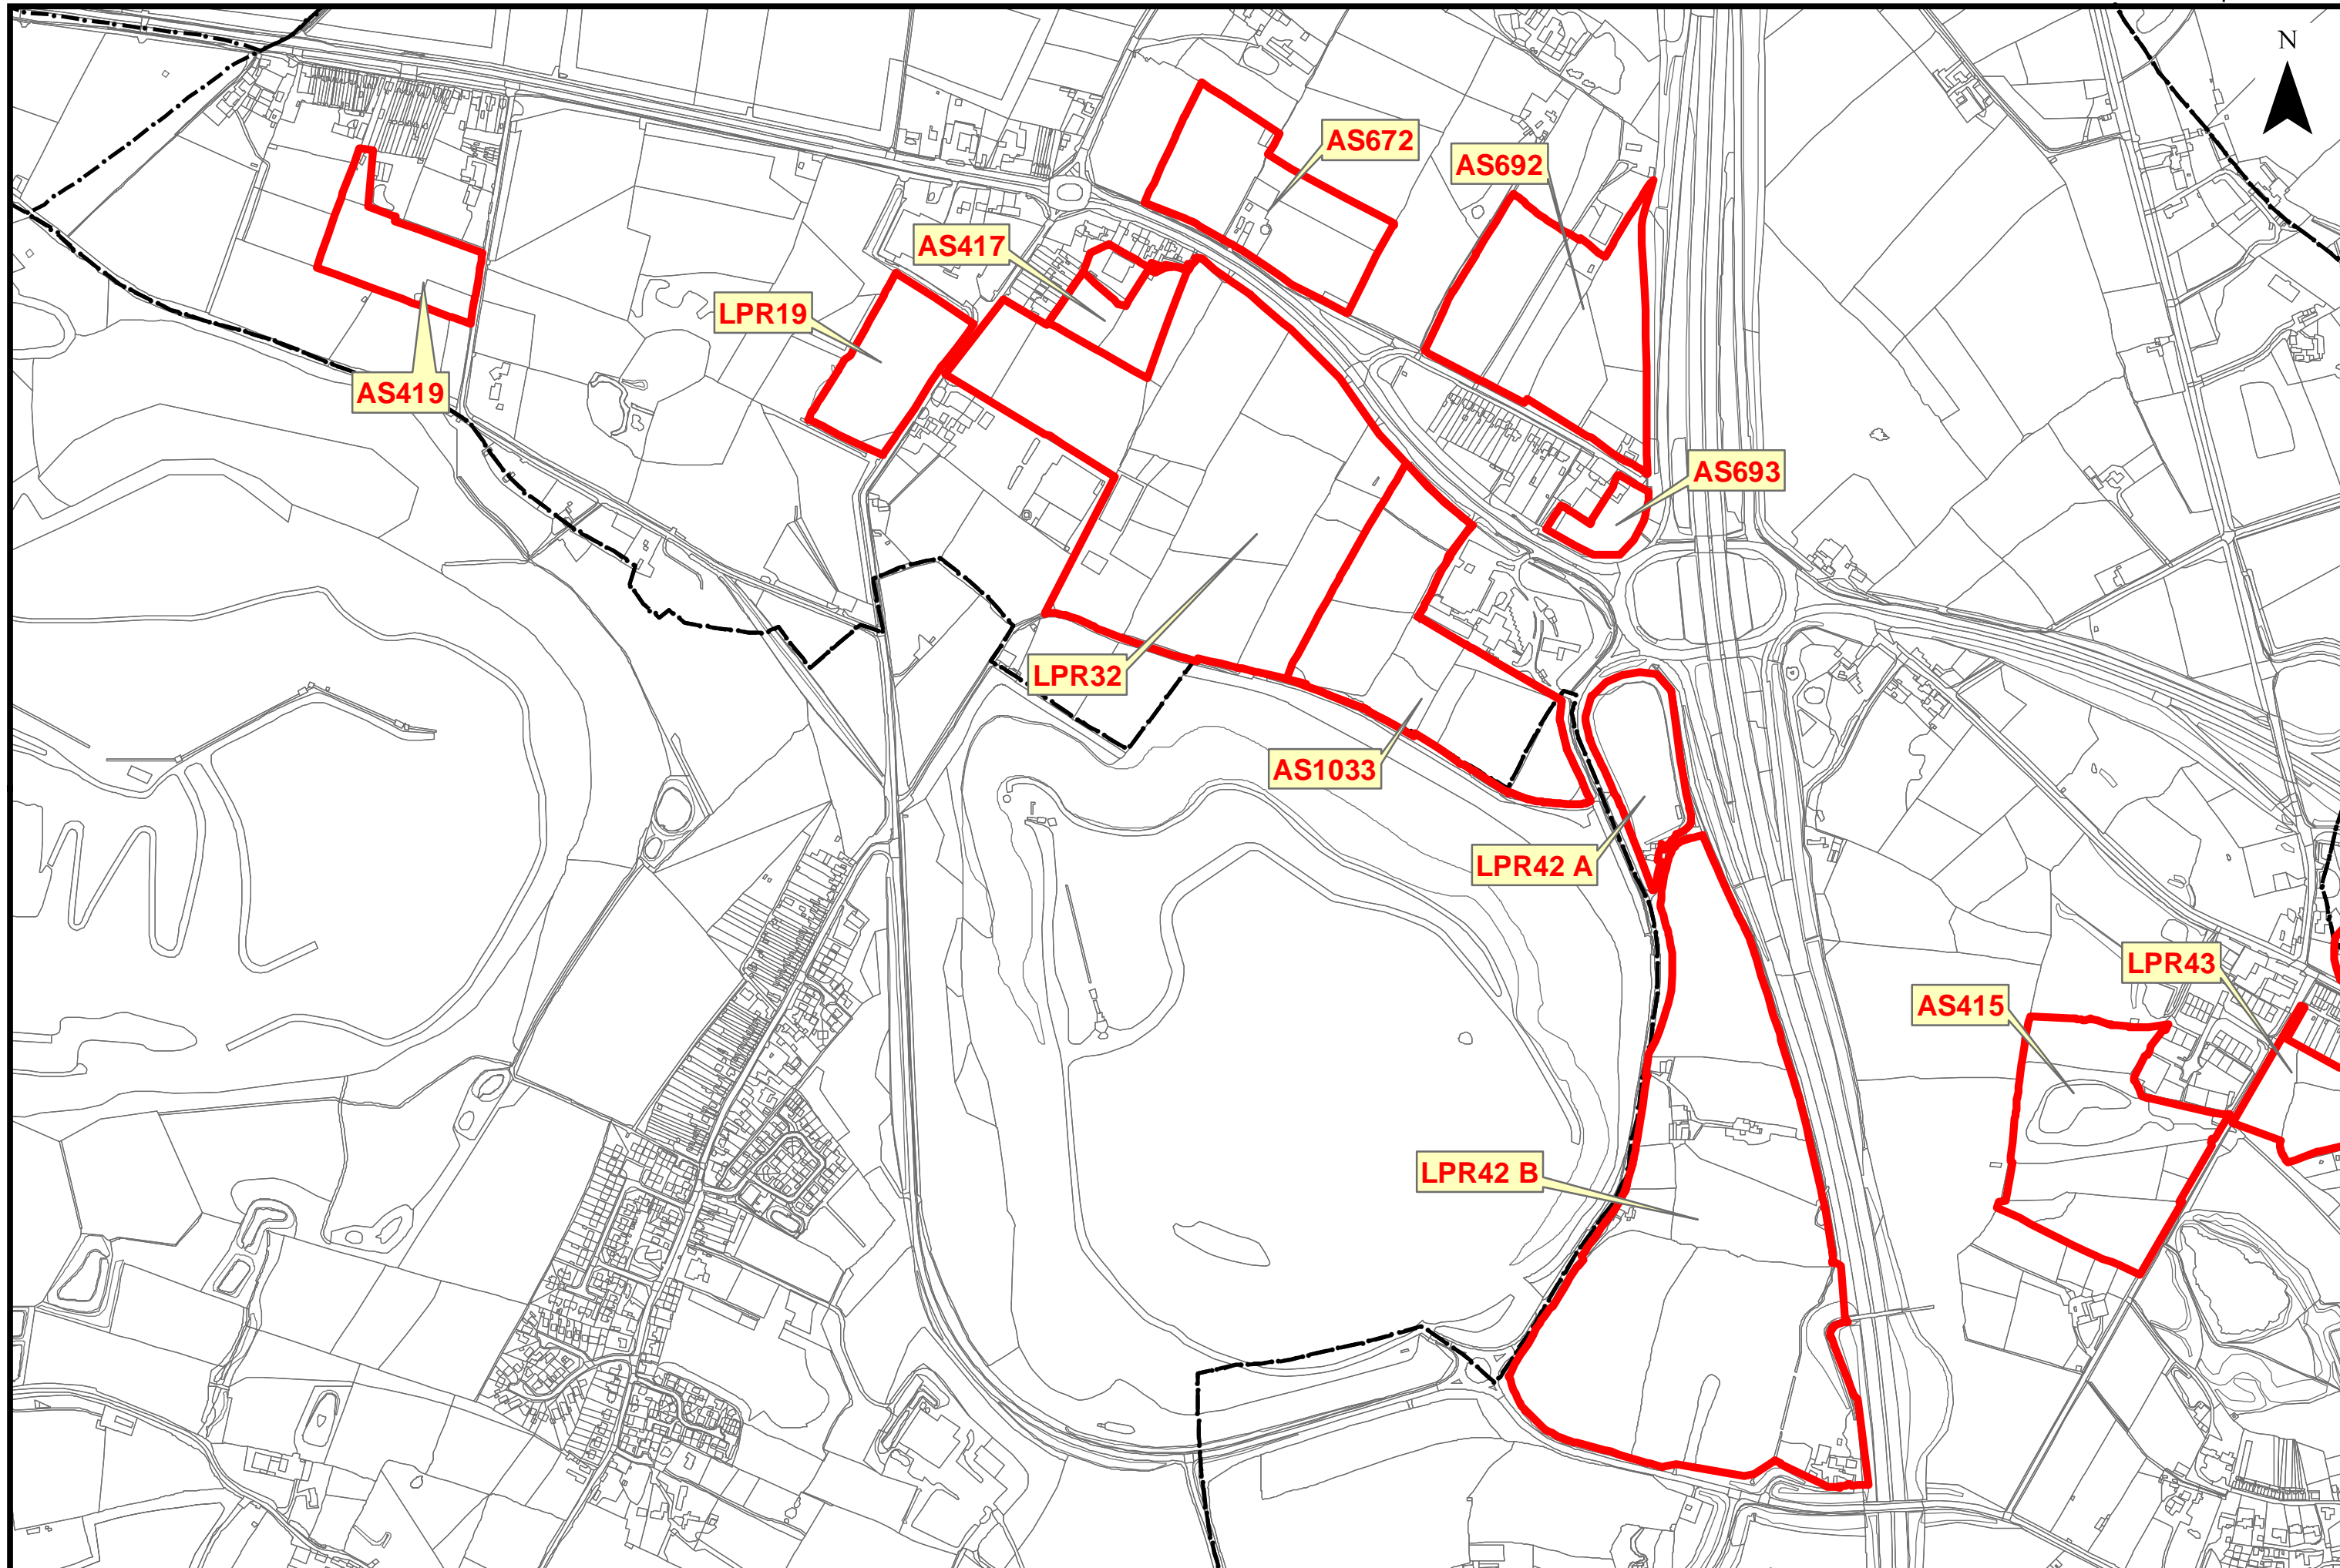 N
AS672
AS692
AS417
LPR19
AS419
AS693
LPR32
AS1033
LPR42 A
LPR43
AS415
LPR42 B